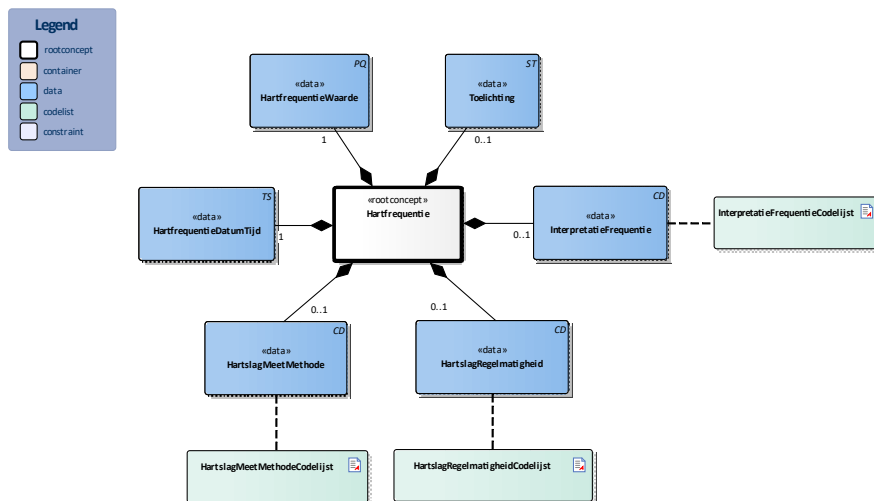 Legend
rootconcept
container
data
codelist
constraint
PQ
«data»
HartfrequentieWaarde
1
ST
«data»
Toelichting
0..1
TS
«data»
HartfrequentieDatumTijd
1
«rootconcept»
Hartfrequentie
CD
«data»
InterpretatieFrequentie
0..1
InterpretatieFrequentieCodelijst
0..1
CD
«data»
HartslagMeetMethode
0..1
CD
«data»
HartslagRegelmatigheid
HartslagMeetMethodeCodelijst
HartslagRegelmatigheidCodelijst